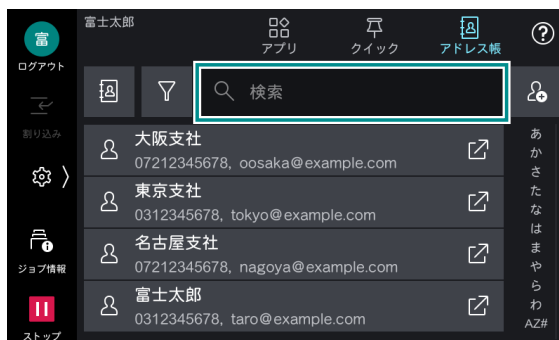 富
ログアウト
割り込み
ジョブ情報
ストップ
富士太郎
アプリ
クイック
アドレス帳
?
検索
大阪支社
07212345678, oosaka@example.com
東京支社
0312345678, tokyo@example.com
名古屋支社
07212345678, nagoya@example.com
富士太郎
0312345678, taro@example.com
あ
か
さ
た
な
は
ま
や
ら
わ
AZ#